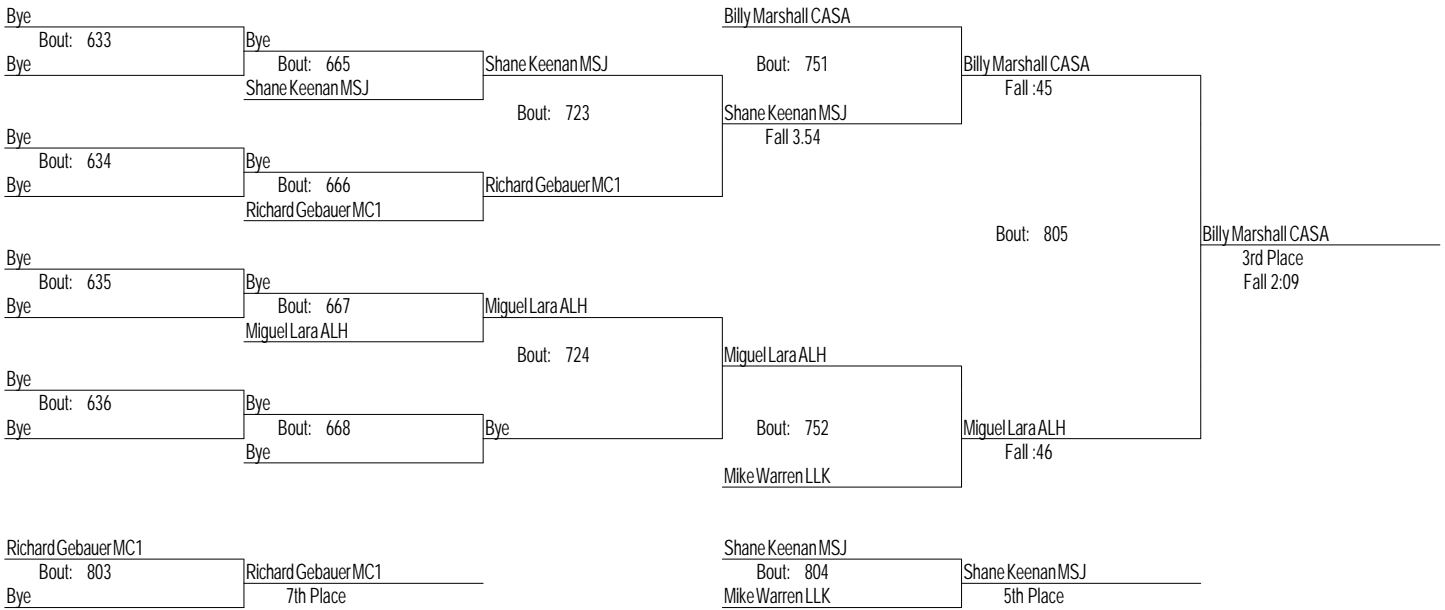 Bye
Bout: 633
Bye
Bye
Bout: 665
Shane Keenan MSJ
Bye
Bout: 634
Bye
Bye
Bout: 666
Richard Gebauer MC1
Bye
Bout: 635
Bye
Bye
Bout: 667
Miguel Lara ALH
Bye
Bout: 636
Bye
Bye
Bout: 668
Bye
Shane Keenan MSJ
Bout: 723
Richard Gebauer MC1
Miguel Lara ALH
Bout: 724
Bye
Billy Marshall CASA
Bout: 751
Shane Keenan MSJ
Fall 3.54
Miguel Lara ALH
Bout: 752
Mike Warren LLK
Billy Marshall CASA
Fall :45
Bout: 805
Miguel Lara ALH
Fall :46
Billy Marshall CASA
3rd Place
Fall 2:09
Richard Gebauer MC1
Bout: 803
Bye
Richard Gebauer MC1
7th Place
Shane Keenan MSJ
Bout: 804
Mike Warren LLK
Shane Keenan MSJ
5th Place